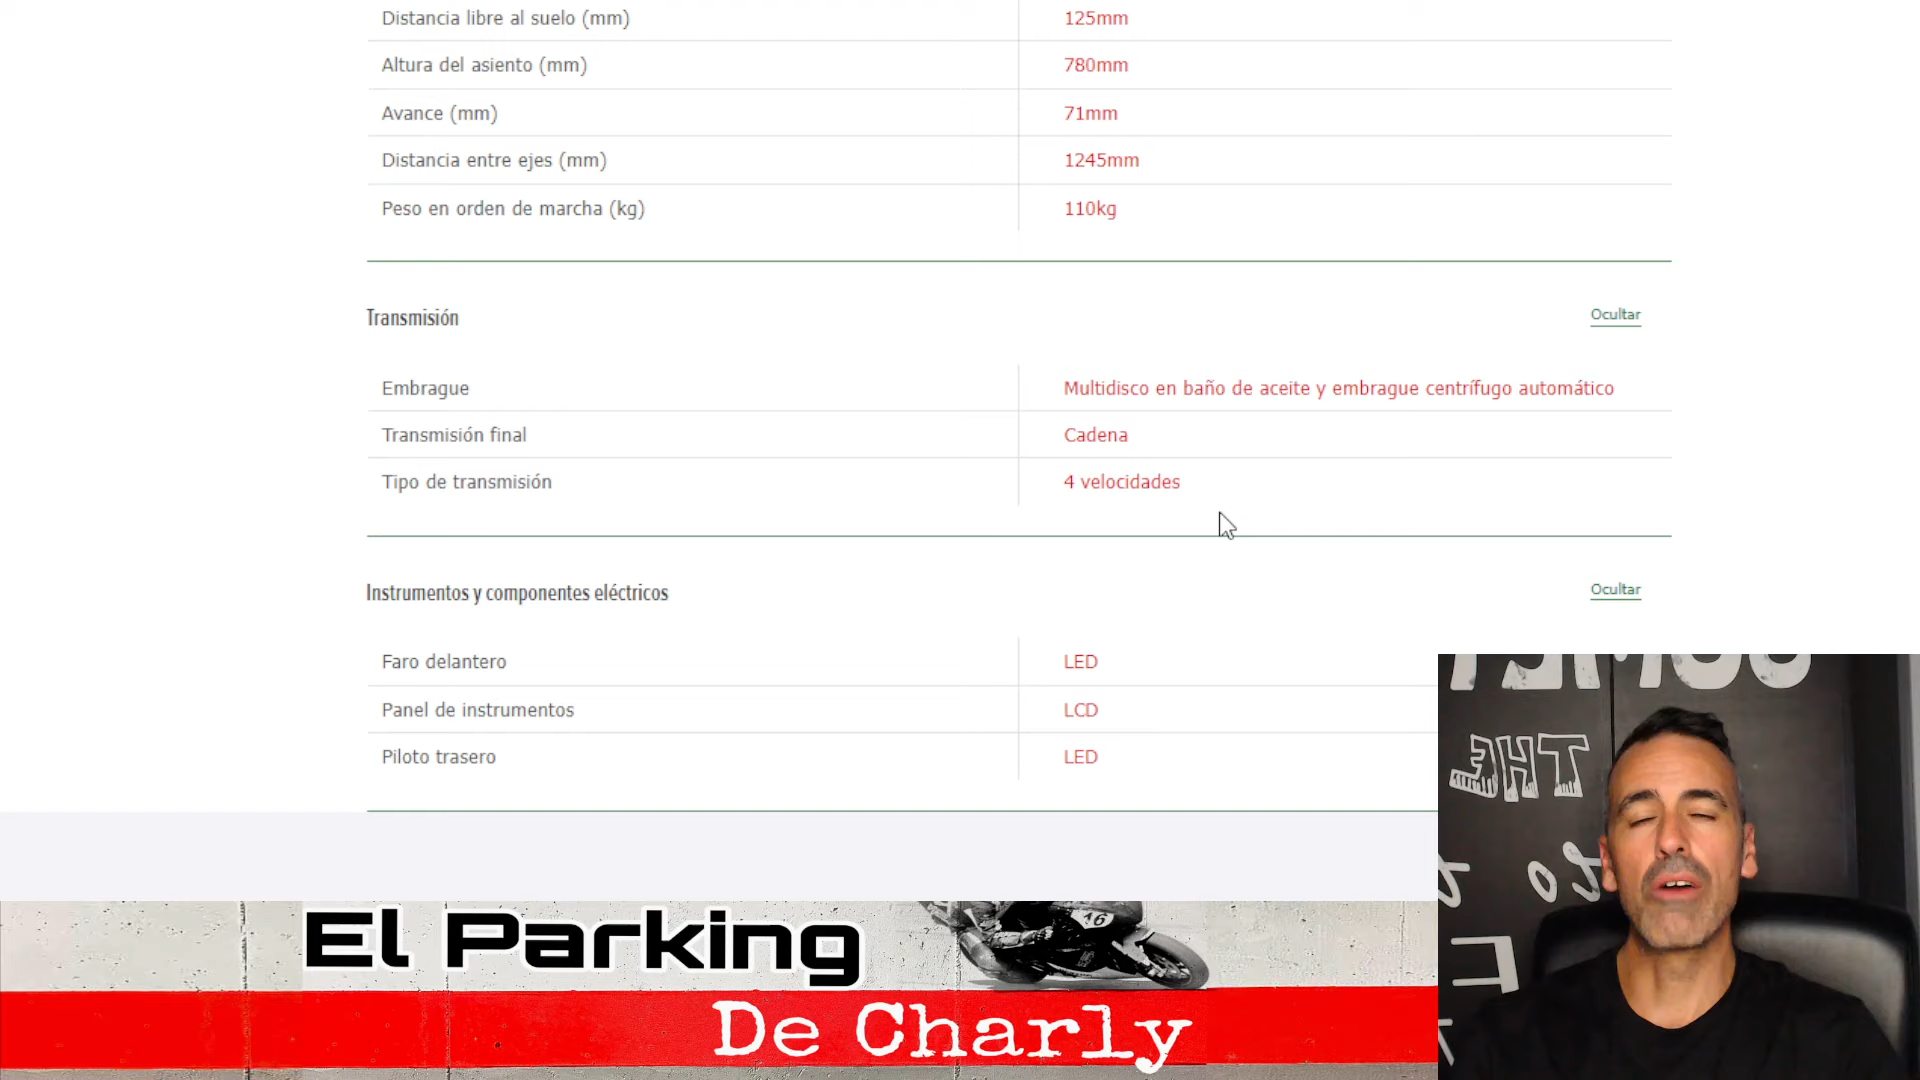 Distancia libre al suelo (mm) 125mm
Altura del asiento (mm) 780mm
Avance (mm) 71mm
Distancia entre ejes (mm) 1245mm
Peso en orden de marcha (kg) 110kg
Transmisión Ocultar
Embrague Multidisco en baño de aceite y embrague centrífugo automático
Transmisión final Cadena
Tipo de transmisión 4 velocidades
Instrumentos y componentes eléctricos Ocultar
Faro delantero LED
Panel de instrumentos LCD
Piloto trasero LED
THE
El Parking
16
De Charly